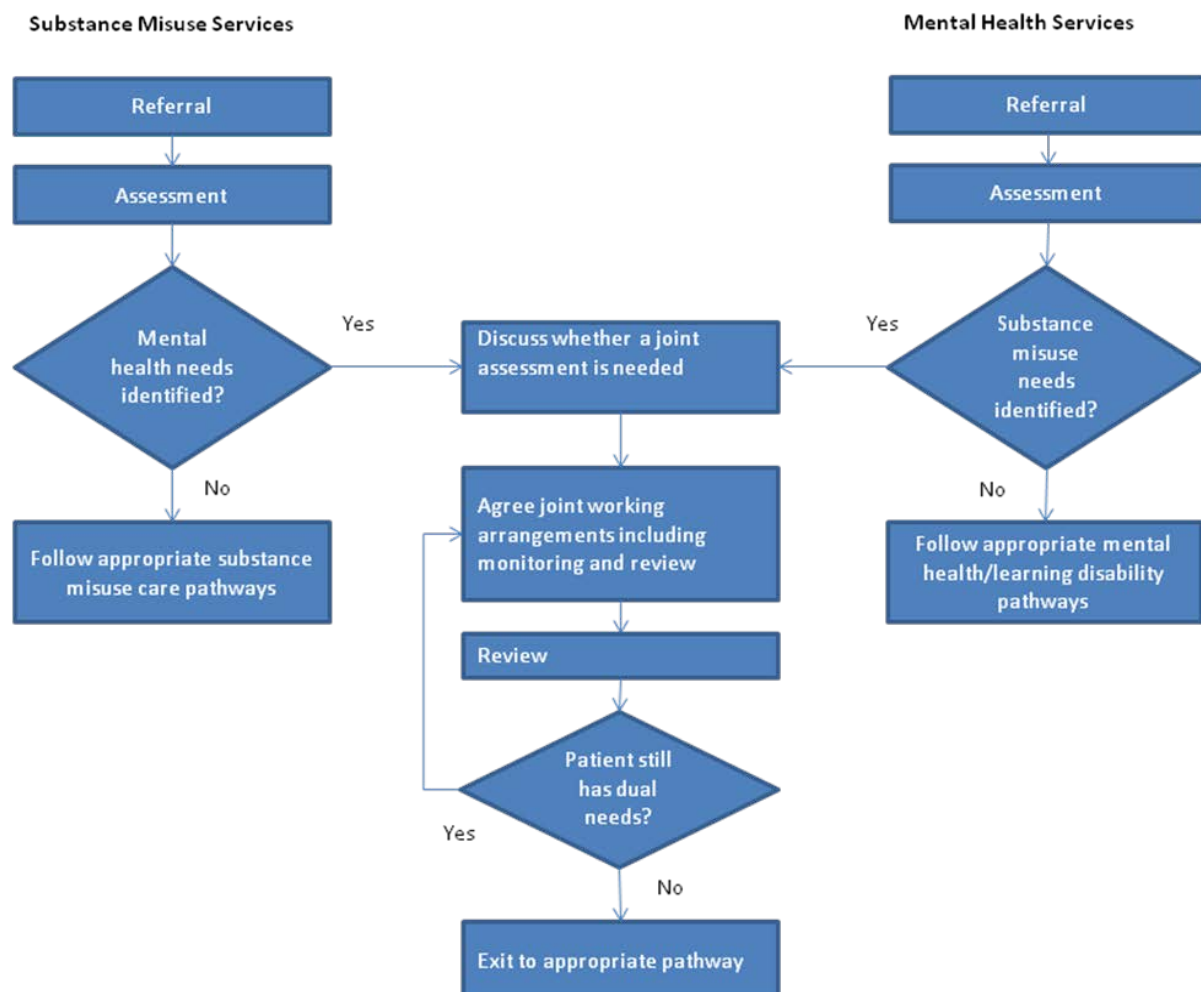 Substance Misuse Services
Mental Health Services
Referral
Assessment
Mental
health needs
identified?
Yes
No
Follow appropriate substance
misuse care pathways
Discuss whether a joint
assessment is needed
Agree joint working
arrangements including
monitoring and review
Review
Patient still
has dual
needs?
Yes
No
Exit to appropriate pathway
Referral
Assessment
Yes
Substance
misuse
needs
identified?
No
Follow appropriate mental
health/learning disability
pathways